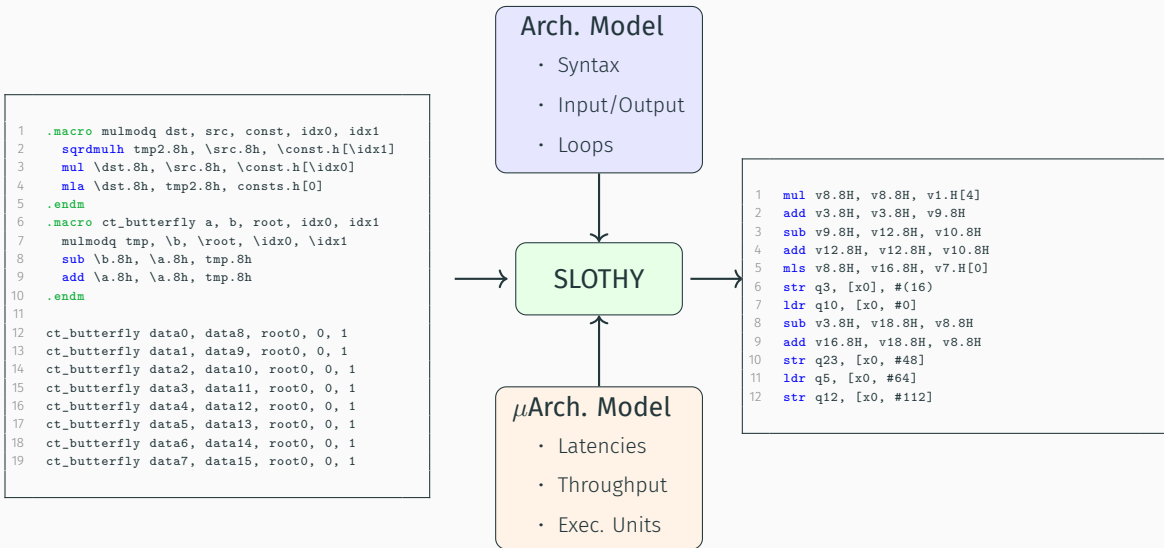 Arch. Model
· Syntax
· Input/Output
· Loops
1 .macro mulmodq dst, src, const, idx0, idx1
2 sqrdmulh tmp2.8h, \src.8h, \const.h[\idx1]
3 mul \dst.8h, \src.8h, \const.h[\idx0]
4 mla \dst.8h, tmp2.8h, consts.h[0]
5 .endm
6 .macro ct_butterfly a, b, root, idx0, idx1
7 mulmodq tmp, \b, \root, \idx0, \idx1
8 sub \b.8h, \a.8h, tmp.8h
9 add \a.8h, \a.8h, tmp.8h
10 .endm
11
12 ct_butterfly data0, data8, root0, 0, 1
13 ct_butterfly data1, data9, root0, 0, 1
14 ct_butterfly data2, data10, root0, 0, 1
15 ct_butterfly data3, data11, root0, 0, 1
16 ct_butterfly data4, data12, root0, 0, 1
17 ct_butterfly data5, data13, root0, 0, 1
18 ct_butterfly data6, data14, root0, 0, 1
19 ct_butterfly data7, data15, root0, 0, 1
SLOTHY
1 mul v8.8H, v8.8H, v1.H[4]
2 add v3.8H, v3.8H, v9.8H
3 sub v9.8H, v12.8H, v10.8H
4 add v12.8H, v12.8H, v10.8H
5 mls v8.8H, v16.8H, v7.H[0]
6 str q3, [x0], #(16)
7 ldr q10, [x0, #0]
8 sub v3.8H, v18.8H, v8.8H
9 add v16.8H, v18.8H, v8.8H
10 str q23, [x0, #48]
11 ldr q5, [x0, #64]
12 str q12, [x0, #112]
μArch. Model
· Latencies
· Throughput
· Exec. Units